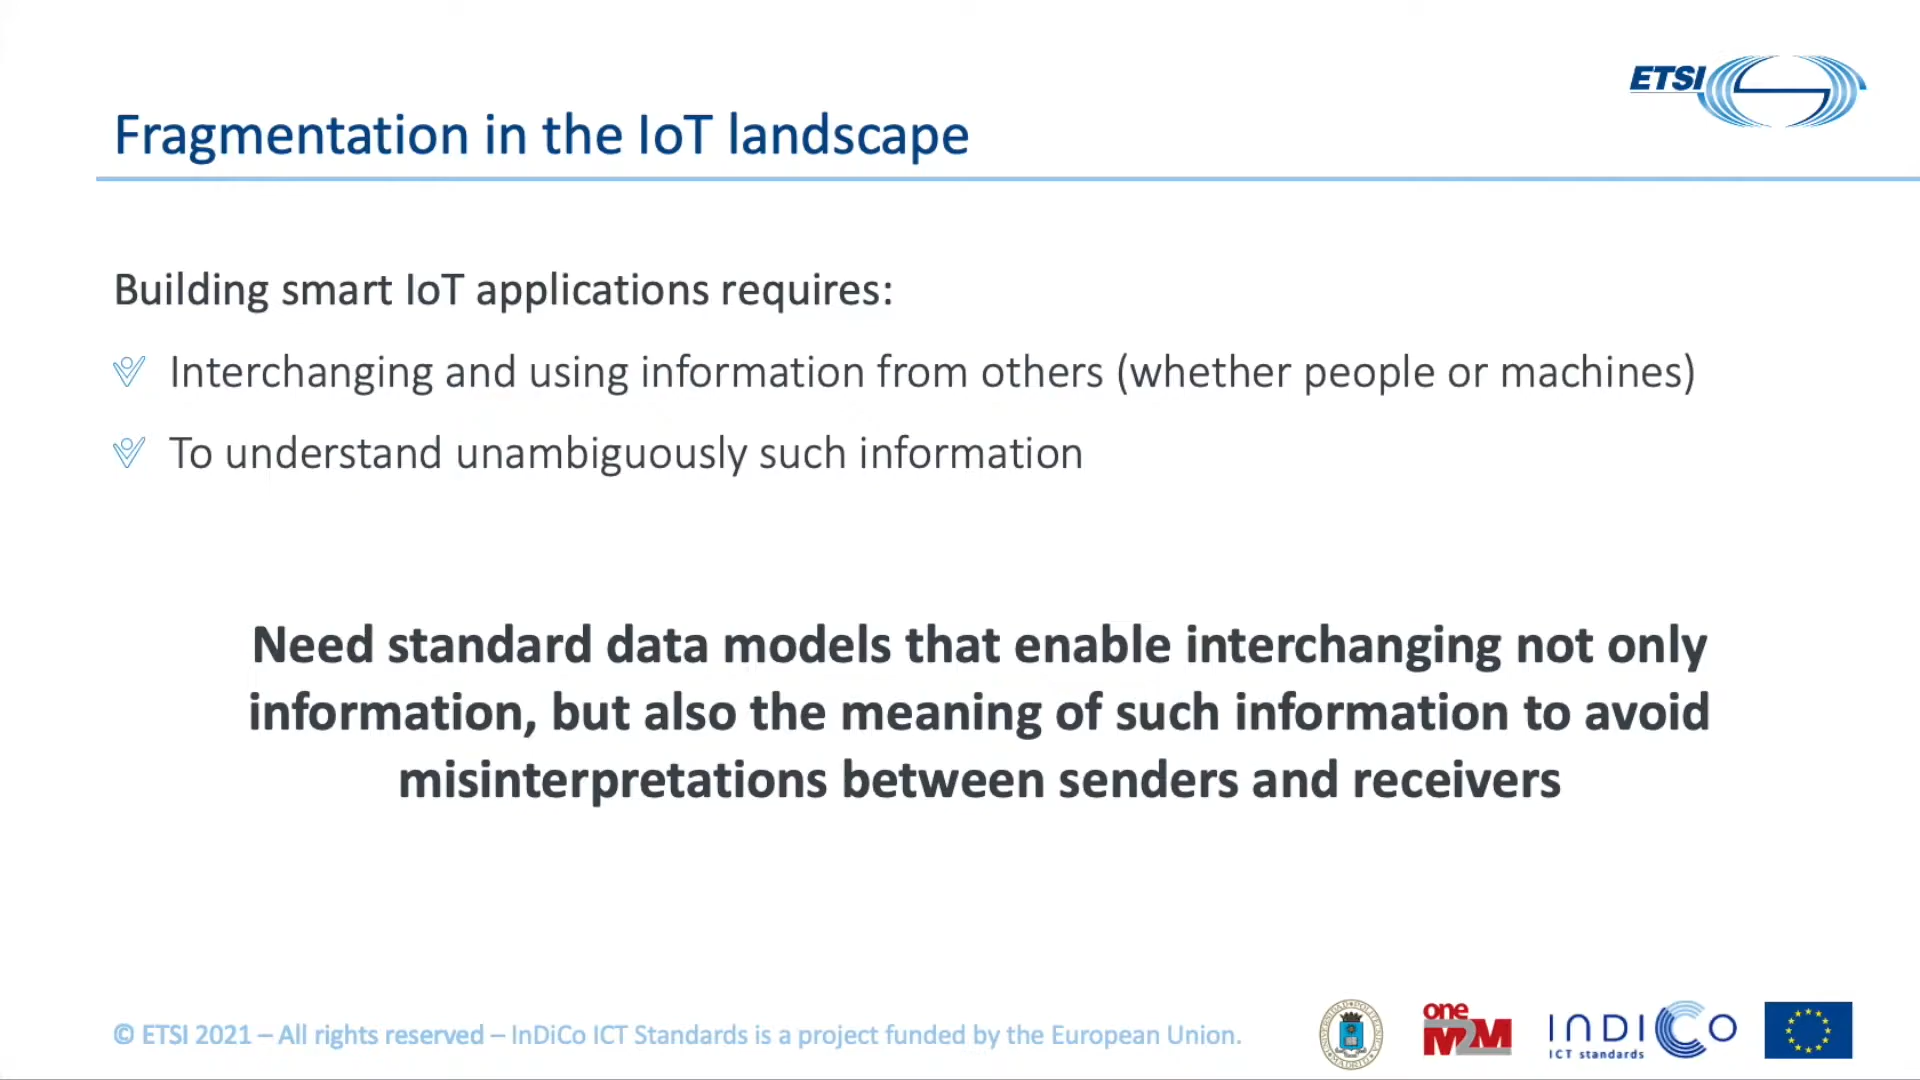 ETSI
Fragmentation in the IoT landscape
Building smart IoT applications requires:
Interchanging and using information from others (whether people or machines)
To understand unambiguously such information
Need standard data models that enable interchanging not only
information, but also the meaning of such information to avoid
misinterpretations between senders and receivers
© ETSI 2021 – All rights reserved – InDiCo ICT Standards is a project funded by the European Union.
one
M2M
INDICO
ICT standards